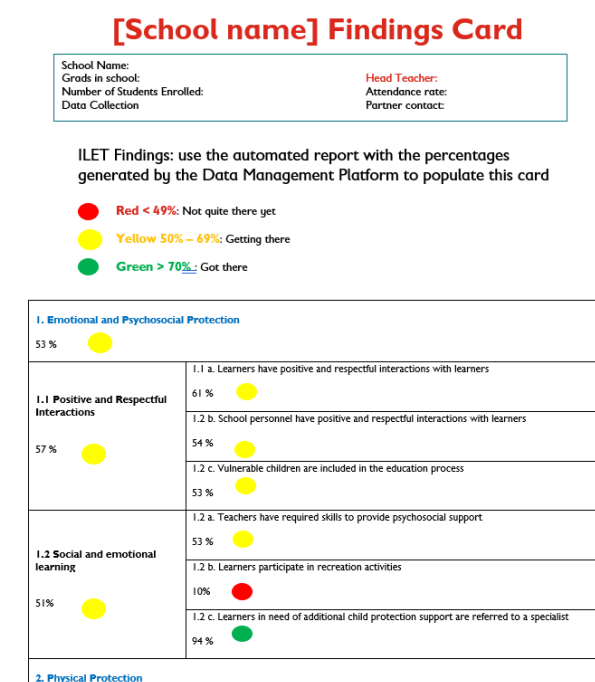 [School name] Findings Card
School Name:
Grads in school:
Head Teacher:
Number of Students Enrolled:
Attendance rate:
Data Collection
Partner contact:
ILET Findings: use the automated report with the percentages
generated by the Data Management Platform to populate this card
Red < 49%: Not quite there yet
Yellow 50% – 69%: Getting there
Green > 70% : Got there
1. Emotional and Psychosocial Protection
53 %
1.1 Positive and Respectful
Interactions
57 %
1.1 a. Learners have positive and respectful interactions with learners
61 %
1.2 b. School personnel have positive and respectful interactions with learners
54 %
1.2 c. Vulnerable children are included in the education process
53 %
1.2 Social and emotional
learning
51%
1.2 a. Teachers have required skills to provide psychosocial support
53 %
1.2 b. Learners participate in recreation activities
10%
1.2 c. Learners in need of additional child protection support are referred to a specialist
94 %
2. Physical Protection